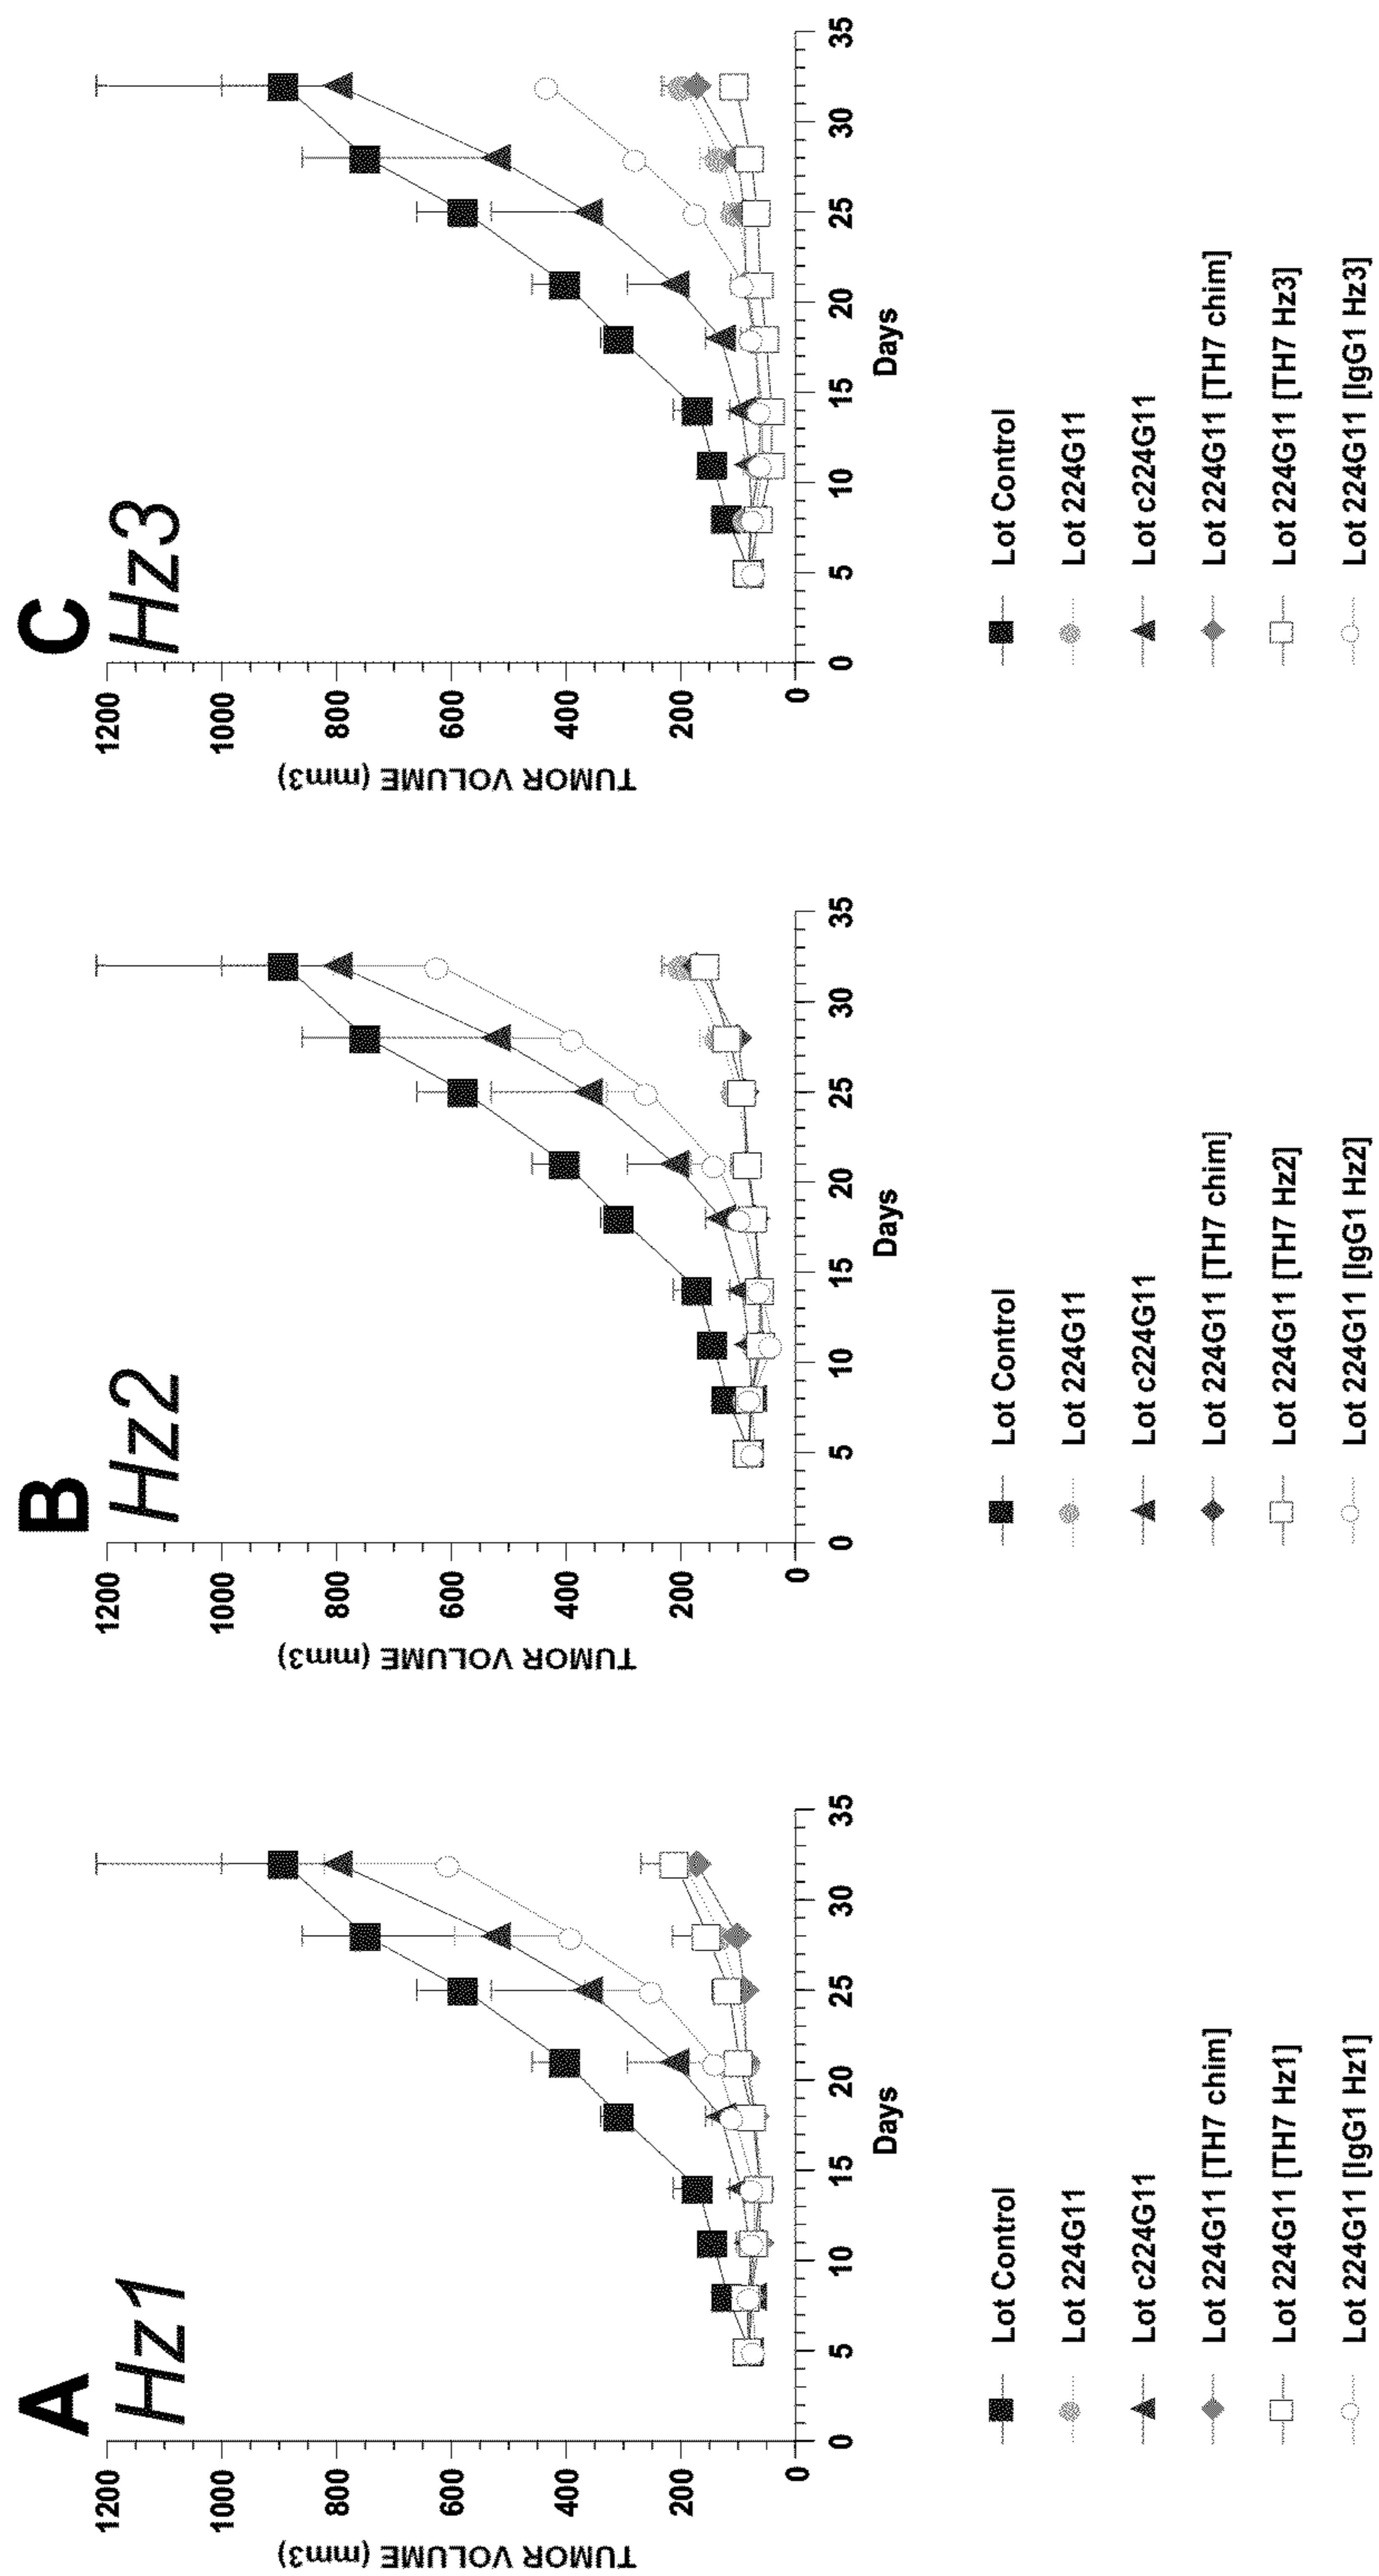 A
Hz1
TUMOR VOLUME (mm3)
1200
1000
800
600
400
200
0
0 5 10 15 20 25 30 35
Days
Lot Control
Lot 224G11
Lot c224G11
Lot 224G11 [TH7 chim]
Lot 224G11 [TH7 Hz1]
Lot 224G11 [IgG1 Hz1]
B
Hz2
TUMOR VOLUME (mm3)
1200
1000
800
600
400
200
0
0 5 10 15 20 25 30 35
Days
Lot Control
Lot 224G11
Lot c224G11
Lot 224G11 [TH7 chim]
Lot 224G11 [TH7 Hz2]
Lot 224G11 [IgG1 Hz2]
C
Hz3
TUMOR VOLUME (mm3)
1200
1000
800
600
400
200
0
0 5 10 15 20 25 30 35
Days
Lot Control
Lot 224G11
Lot c224G11
Lot 224G11 [TH7 chim]
Lot 224G11 [TH7 Hz3]
Lot 224G11 [IgG1 Hz3]